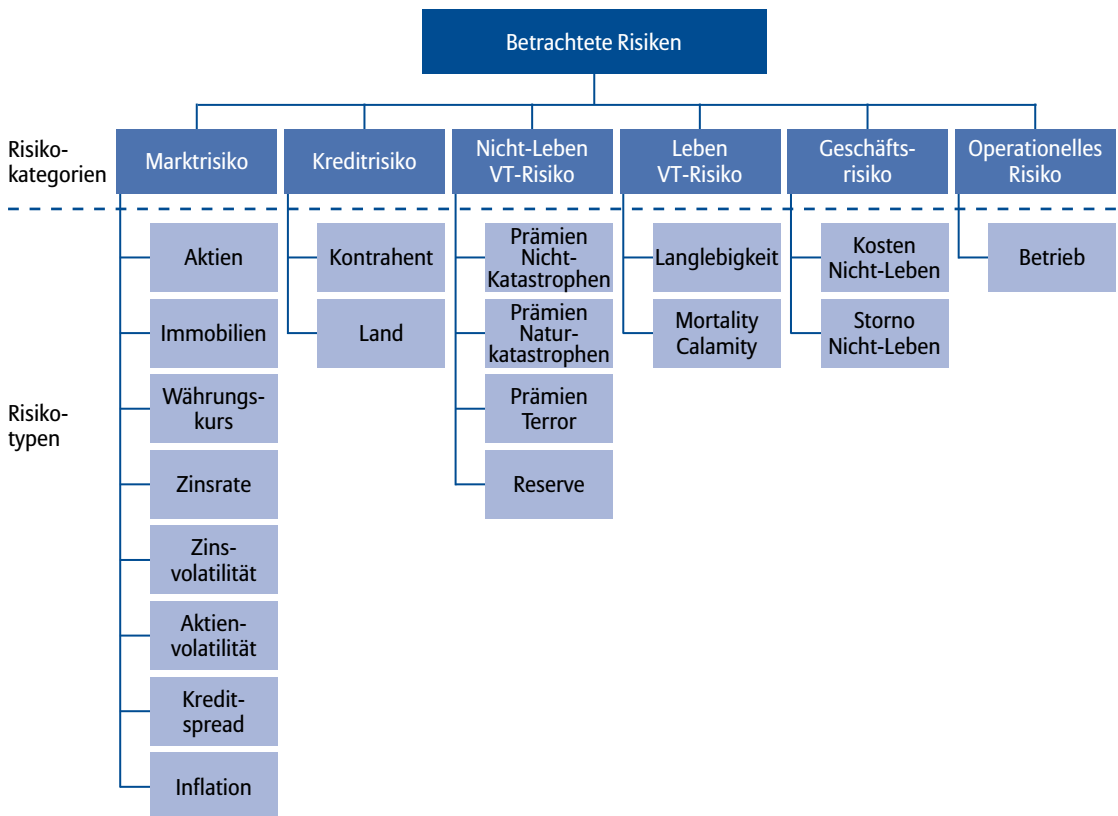 Betrachtete Risiken
Risiko-
kategorien
Marktrisiko
Kreditrisiko
Nicht-Leben
VT-Risiko
Leben
VT-Risiko
Geschäfts-
risiko
Operationelles
Risiko
Risiko-
typen
Aktien
Immobilien
Währungs-
kurs
Zinsrate
Zins-
volatilität
Aktien-
volatilität
Kredit-
spread
Inflation
Kontrahent
Land
Prämien
Nicht-
Katastrophen
Prämien
Natur-
katastrophen
Prämien
Terror
Reserve
Langlebigkeit
Mortality
Calamity
Kosten
Nicht-Leben
Storno
Nicht-Leben
Betrieb